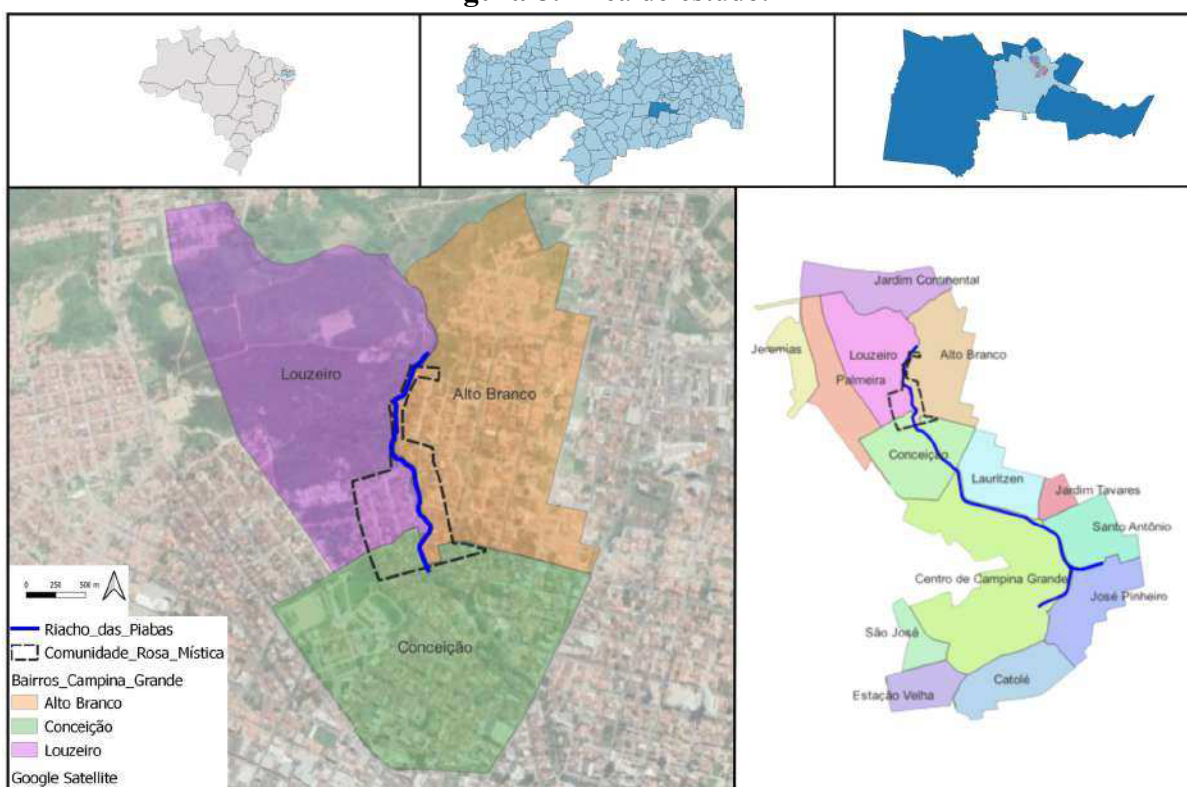 Louzeiro
Alto Branco
Conceição
0 250 500 m
Riacho_das_Piabas
Comunidade_Rosa_Mística
Bairros_Campina_Grande
Alto Branco
Conceição
Louzeiro
Google Satellite
Jardim Continental
Jeremias
Louzeiro
Alto Branco
Palmeira
Conceição
Lauritzen
Jardim Tavares
Santo Antônio
Centro de Campina Grande
José Pinheiro
São José
Catolé
Estação Velha